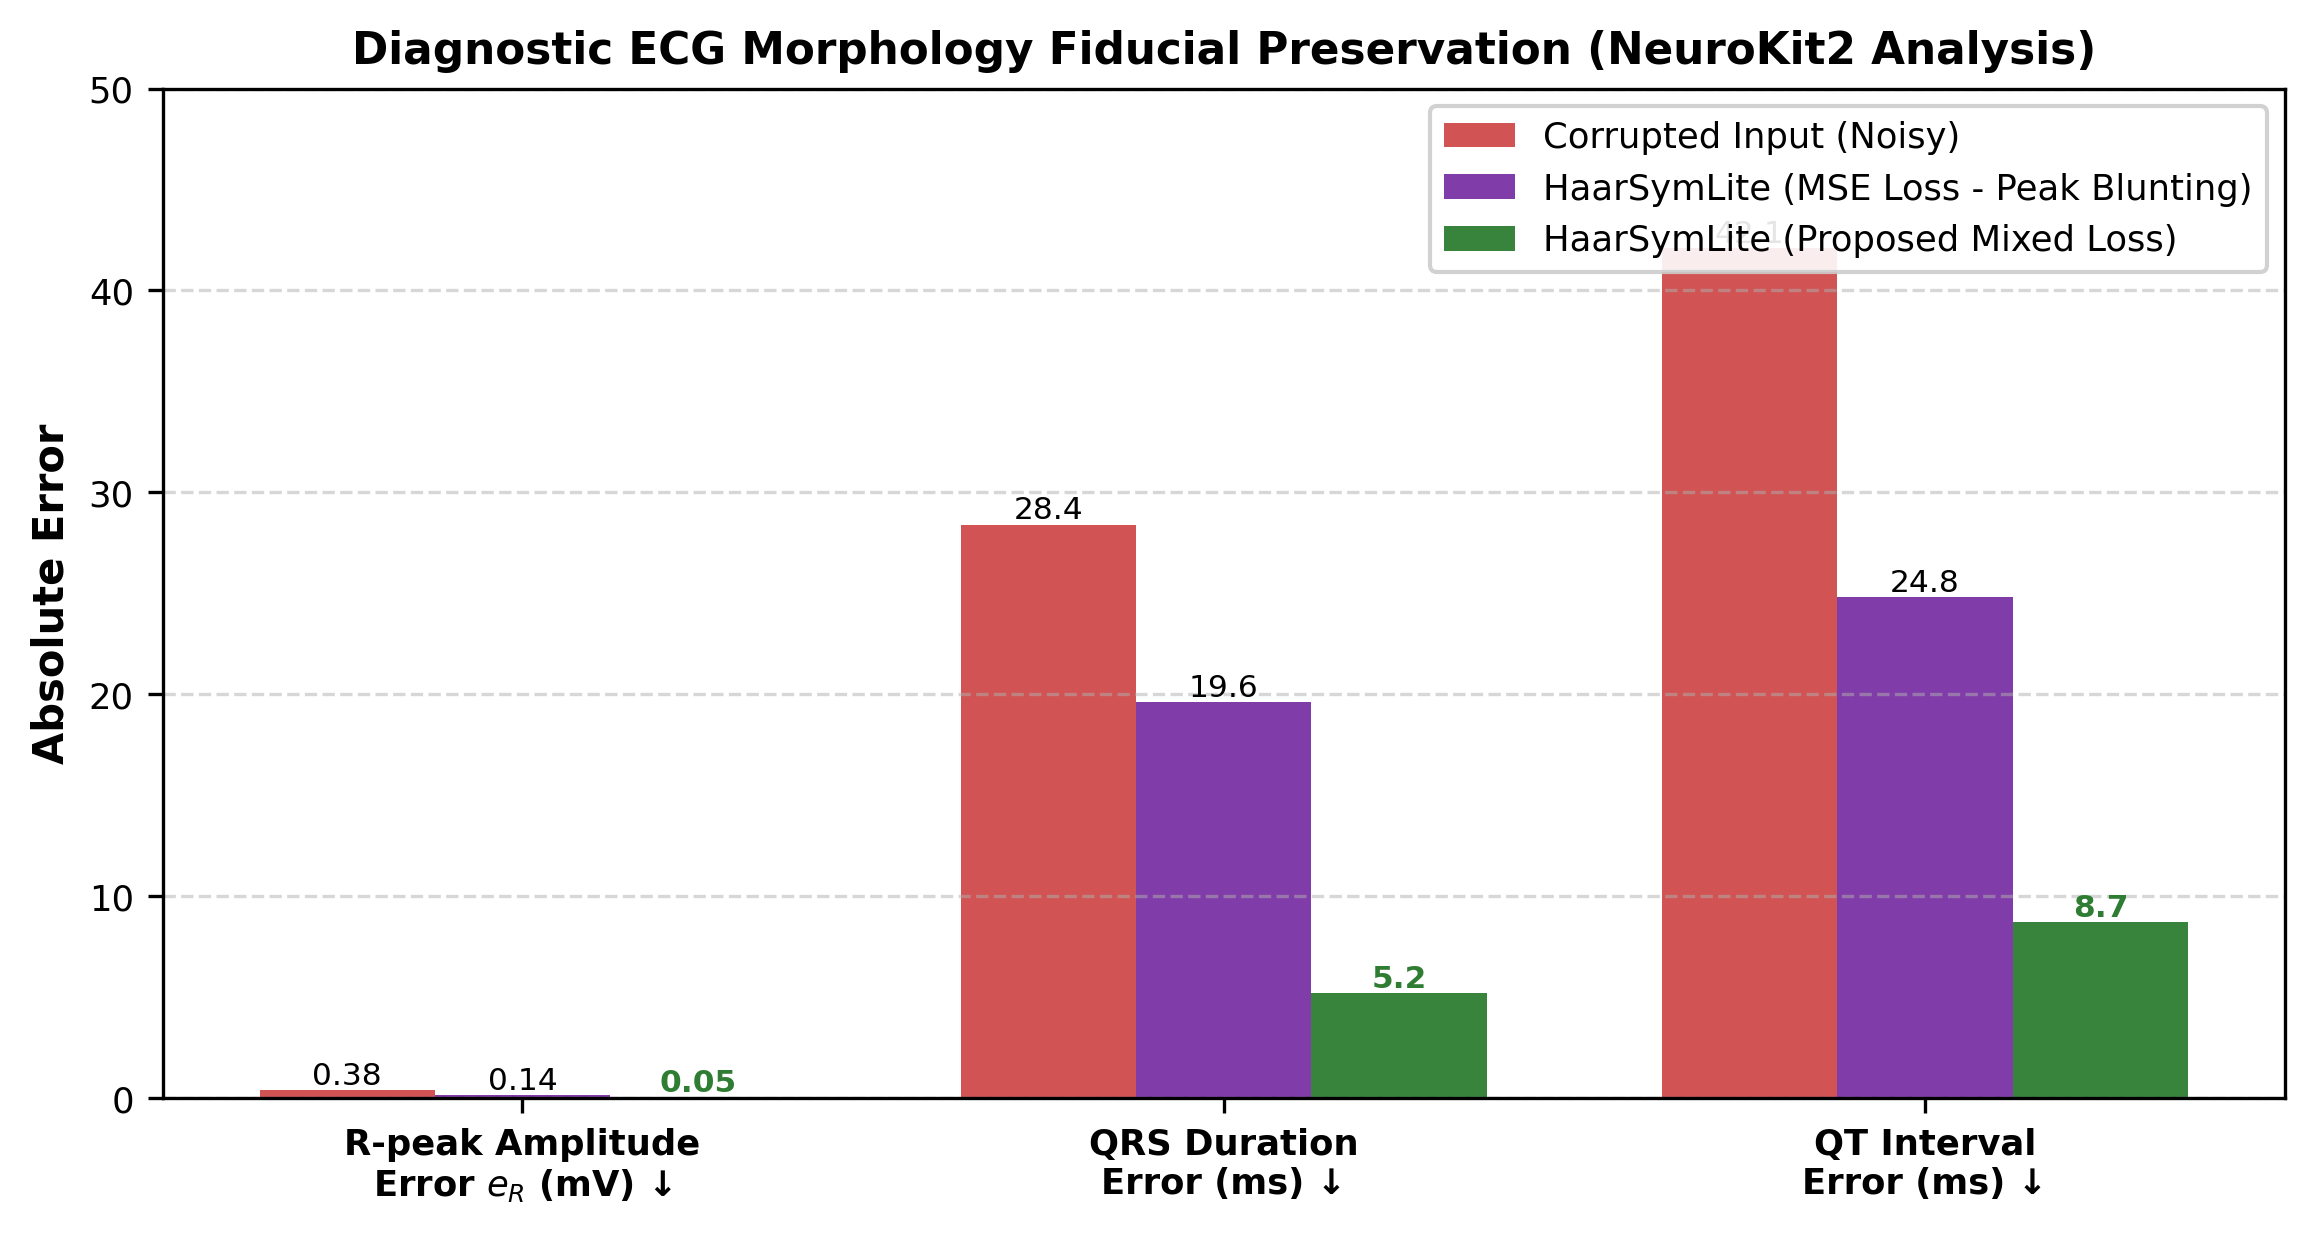 Diagnostic ECG Morphology Fiducial Preservation (NeuroKit2 Analysis)
Absolute Error
50
40
30
20
10
0
Corrupted Input (Noisy)
HaarSymLite (MSE Loss - Peak Blunting)
HaarSymLite (Proposed Mixed Loss)
0.38
0.14
0.05
28.4
19.6
5.2
42.1
24.8
8.7
R-peak Amplitude
Error e_R (mV) ↓
QRS Duration
Error (ms) ↓
QT Interval
Error (ms) ↓